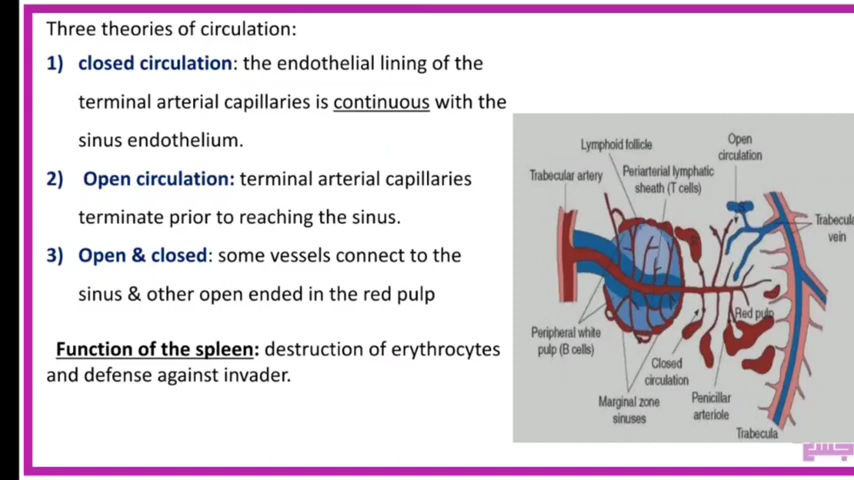 Three theories of circulation:
1) closed circulation: the endothelial lining of the
terminal arterial capillaries is continuous with the
sinus endothelium.
2) Open circulation: terminal arterial capillaries
terminate prior to reaching the sinus.
3) Open & closed: some vessels connect to the
sinus & other open ended in the red pulp
Function of the spleen: destruction of erythrocytes
and defense against invader.
Lymphoid follicle
Open
circulation
Trabecular artery
Periarterial lymphatic
sheath (T cells)
Trabecula
vein
Red pulp
Peripheral white
pulp (B cells)
Closed
circulation
Marginal zone
sinuses
Penicillar
arteriole
Trabecula